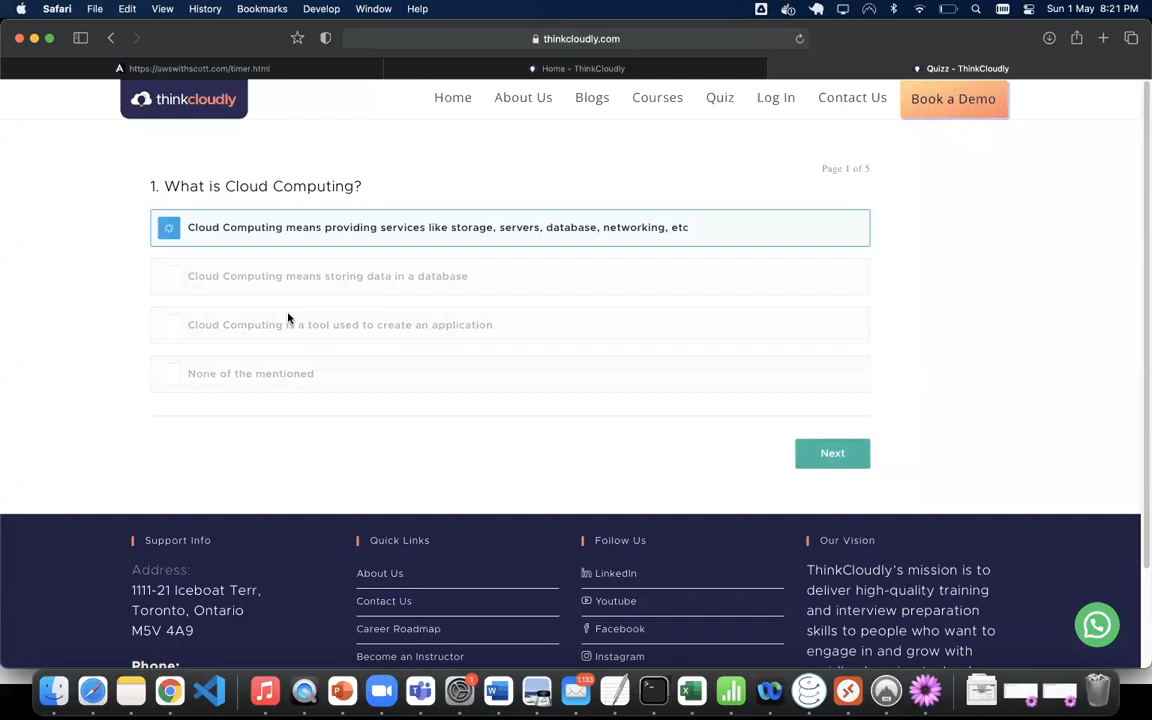 Safari File Edit View History Bookmarks Develop Window Help Sun 1 May 8:21 PM
thinkcloudly.com
https://awswithscott.com/timer.html
Home - ThinkCloudly
Quizz - ThinkCloudly
thinkcloudly
Home About Us Blogs Courses Quiz Log In Contact Us Book a Demo
Page 1 of 5
1. What is Cloud Computing?
Cloud Computing means providing services like storage, servers, database, networking, etc
Cloud Computing means storing data in a database
Cloud Computing is a tool used to create an application
None of the mentioned
Next
Support Info
Address:
1111-21 Iceboat Terr,
Toronto, Ontario
M5V 4A9
Phone:
Quick Links
About Us
Contact Us
Career Roadmap
Become an Instructor
Follow Us
LinkedIn
Youtube
Facebook
Instagram
Our Vision
ThinkCloudly's mission is to
deliver high-quality training
and interview preparation
skills to people who want to
engage in and grow with
1
1,133